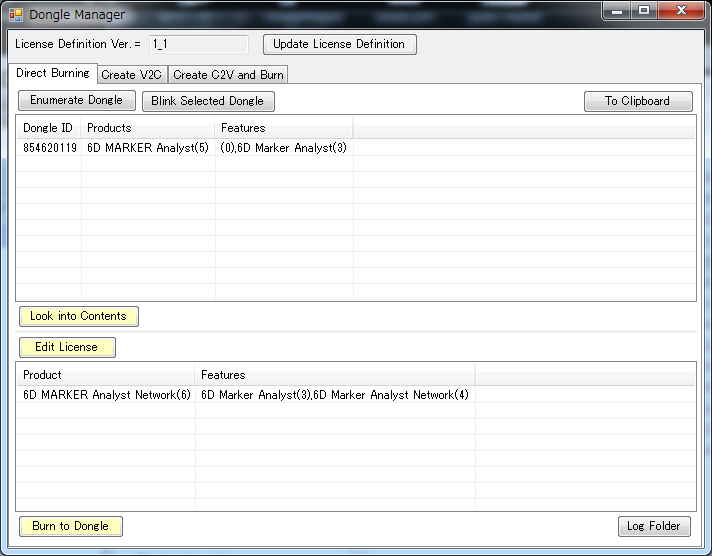 Dongle Manager
License Definition Ver. = 1_1 Update License Definition
Direct Burning Create V2C Create C2V and Burn
Enumerate Dongle Blink Selected Dongle To Clipboard
Dongle ID Products Features
854620119 6D MARKER Analyst(5) (0),6D Marker Analyst(3)
Look into Contents
Edit License
Product Features
6D MARKER Analyst Network(6) 6D Marker Analyst(3),6D Marker Analyst Network(4)
Burn to Dongle Log Folder